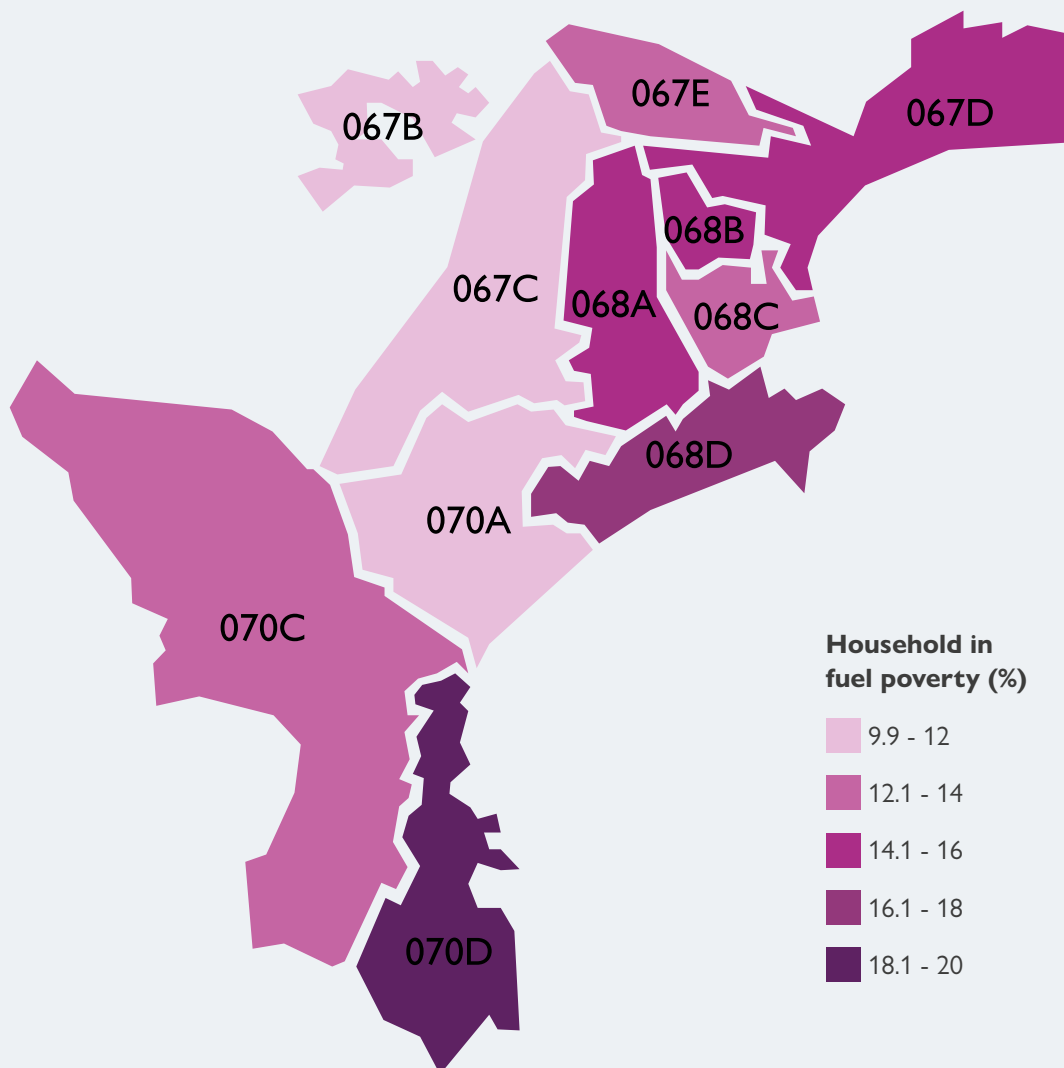 067E
067D
067B
068B
067C
068A
068C
068D
070A
070C
070D
Household in
fuel poverty (%)
9.9 - 12
12.1 - 14
14.1 - 16
16.1 - 18
18.1 - 20